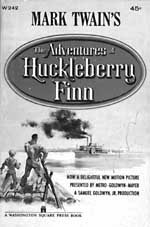 W 242
45¢
MARK TWAIN'S
The Adventures of
Huckleberry
Finn
NOW A DELIGHTFUL NEW MOTION PICTURE
PRESENTED BY METRO-GOLDWYN-MAYER
A SAMUEL GOLDWYN, JR. PRODUCTION
A WASHINGTON SQUARE PRESS BOOK